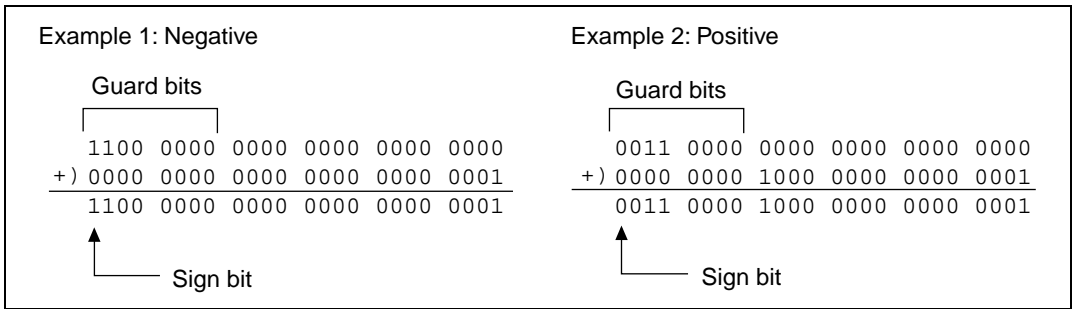 Example 1: Negative
Guard bits
1100 0000 0000 0000 0000 0000
+) 0000 0000 0000 0000 0000 0001
1100 0000 0000 0000 0000 0001
Sign bit
Example 2: Positive
Guard bits
0011 0000 0000 0000 0000 0000
+) 0000 0000 1000 0000 0000 0001
0011 0000 1000 0000 0000 0001
Sign bit